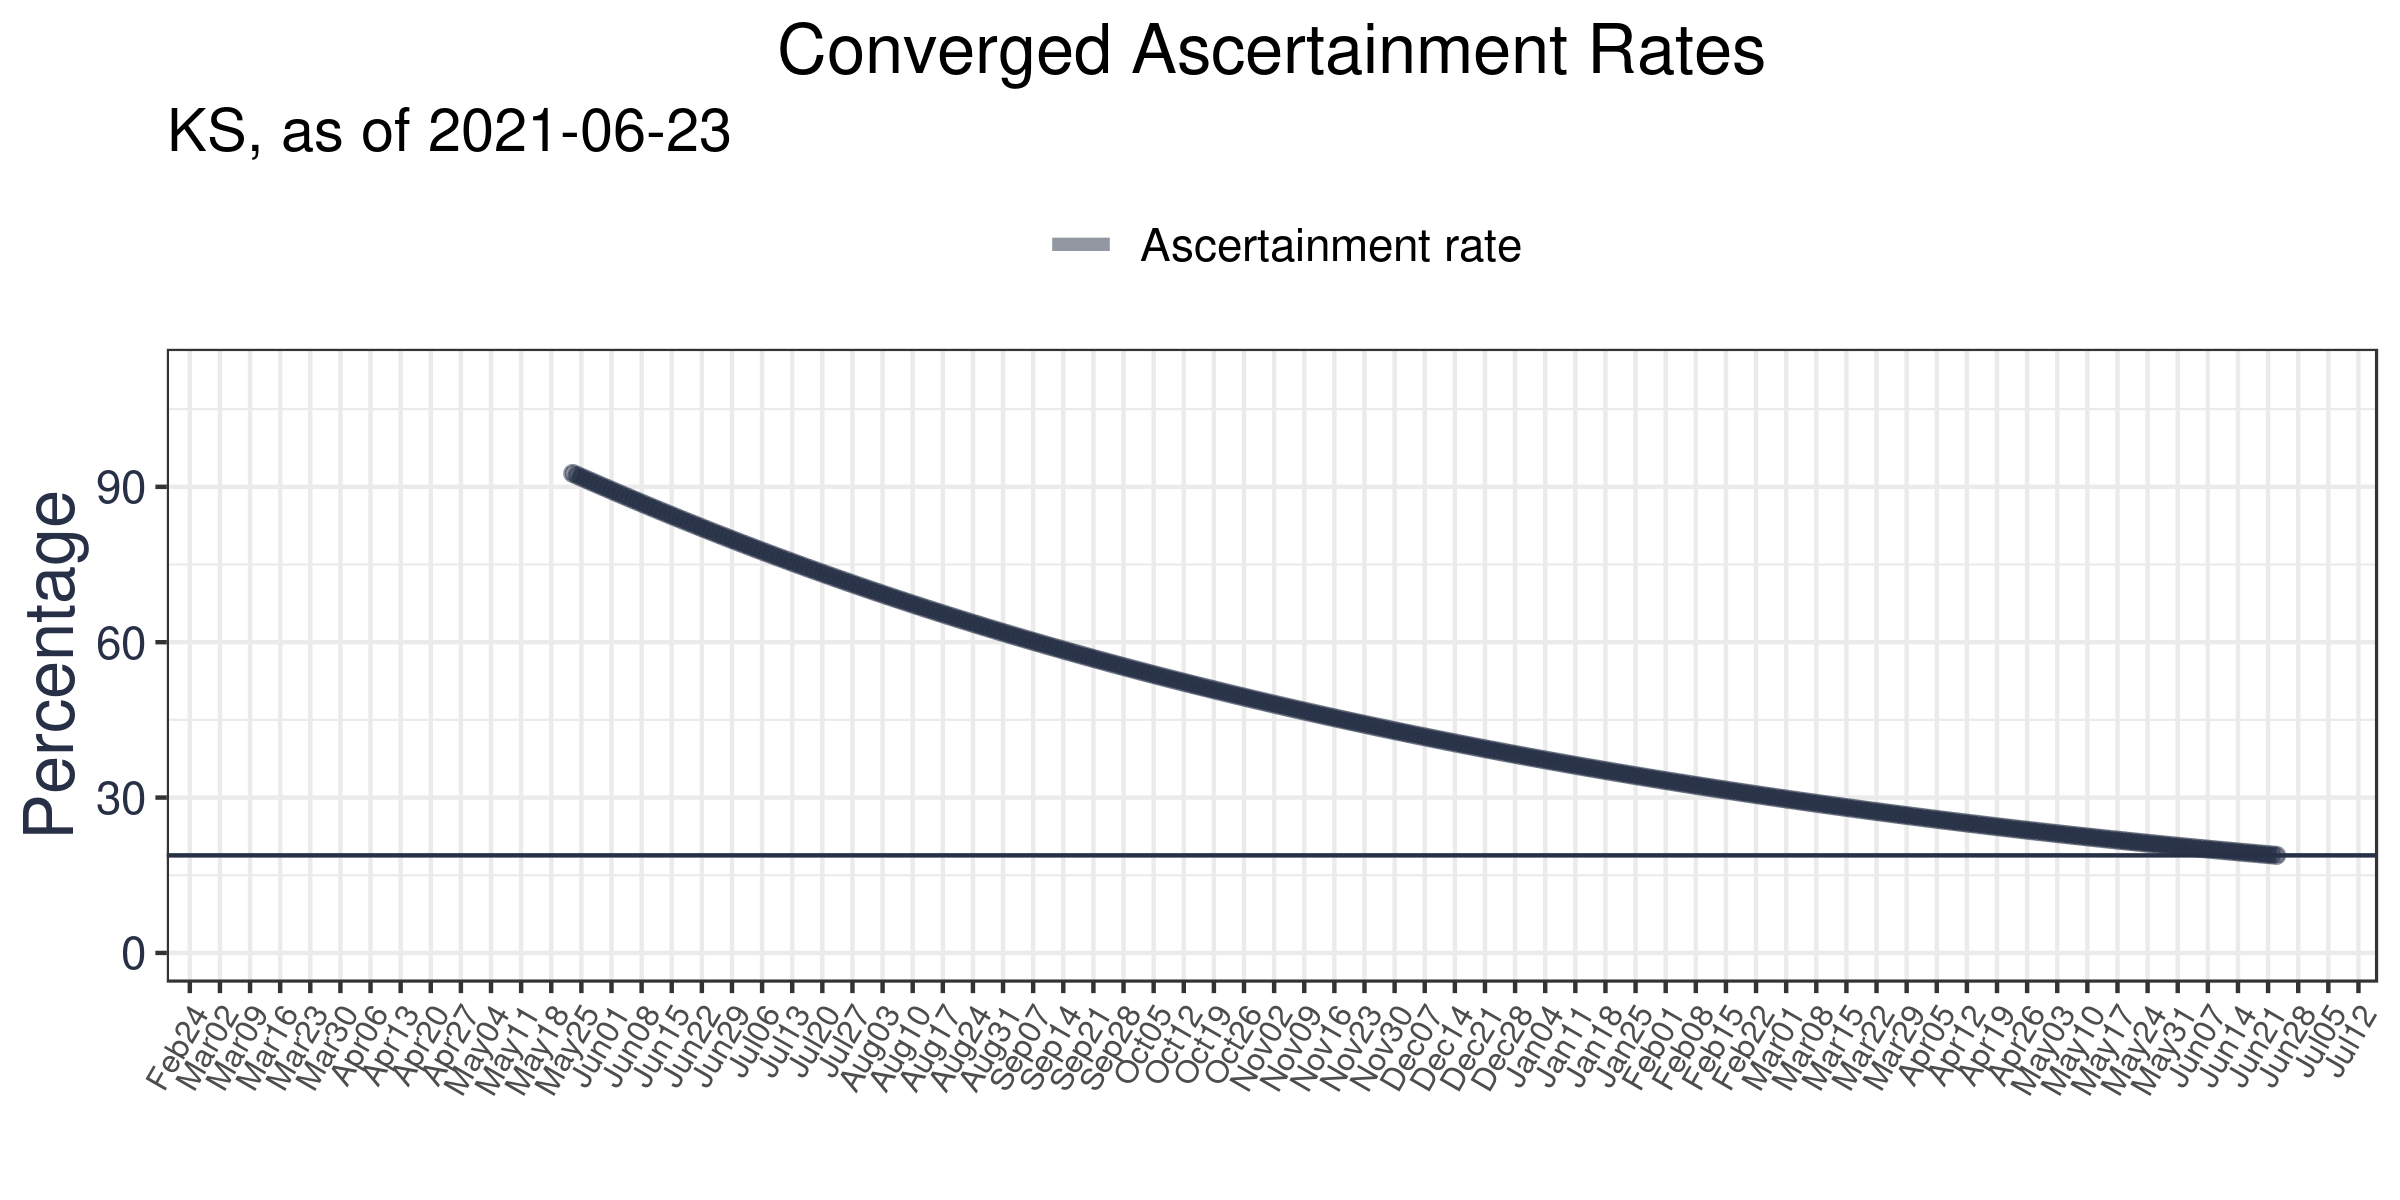 Converged Ascertainment Rates
KS, as of 2021-06-23
Ascertainment rate
Percentage
90
60
30
0
Feb24
Mar02
Mar09
Mar16
Mar23
Mar30
Apr06
Apr13
Apr20
Apr27
May04
May11
May18
May25
Jun01
Jun08
Jun15
Jun22
Jun29
Jul06
Jul13
Jul20
Jul27
Aug03
Aug10
Aug17
Aug24
Aug31
Sep07
Sep14
Sep21
Sep28
Oct05
Oct12
Oct19
Oct26
Nov02
Nov09
Nov16
Nov23
Nov30
Dec07
Dec14
Dec21
Dec28
Jan04
Jan11
Jan18
Jan25
Feb01
Feb08
Feb15
Feb22
Mar01
Mar08
Mar15
Mar22
Mar29
Apr05
Apr12
Apr19
Apr26
May03
May10
May17
May24
May31
Jun07
Jun14
Jun21
Jun28
Jul05
Jul12